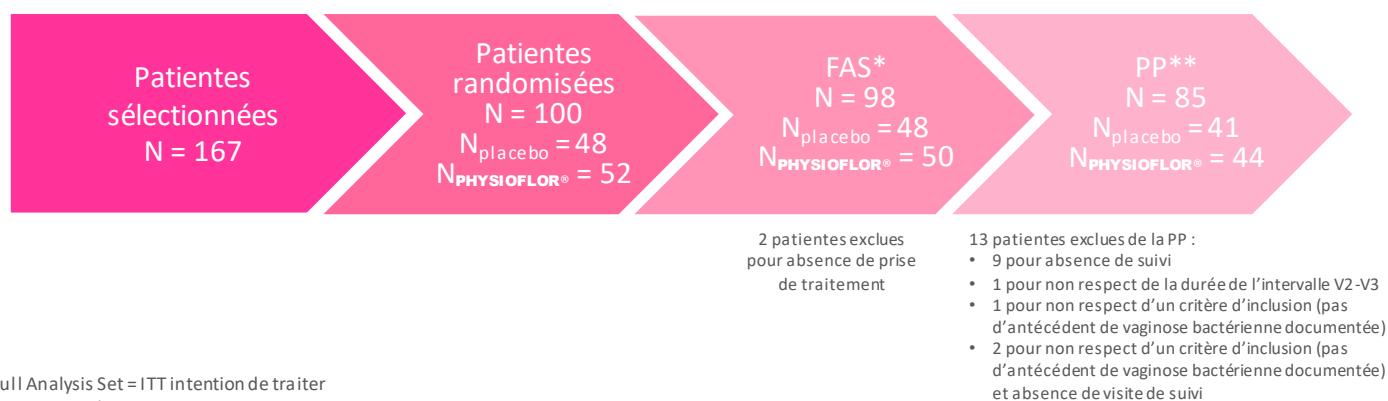 Patientes
sélectionnées
N = 167
Patientes
randomisées
N = 100
Nplacebo = 48
NPHYSIOFLOR® = 52
FAS*
N = 98
Nplacebo = 48
NPHYSIOFLOR® = 50
PP**
N = 85
Nplacebo = 41
NPHYSIOFLOR® = 44
2 patientes exclues
pour absence de prise
de traitement
13 patientes exclues de la PP :
• 9 pour absence de suivi
• 1 pour non respect de la durée de l’intervalle V2-V3
• 1 pour non respect d’un critère d’inclusion (pas
d’antécédent de vaginose bactérienne documentée)
• 2 pour non respect d’un critère d’inclusion (pas
d’antécédent de vaginose bactérienne documentée)
et absence de visite de suivi
ull Analysis Set = ITT intention de traiter